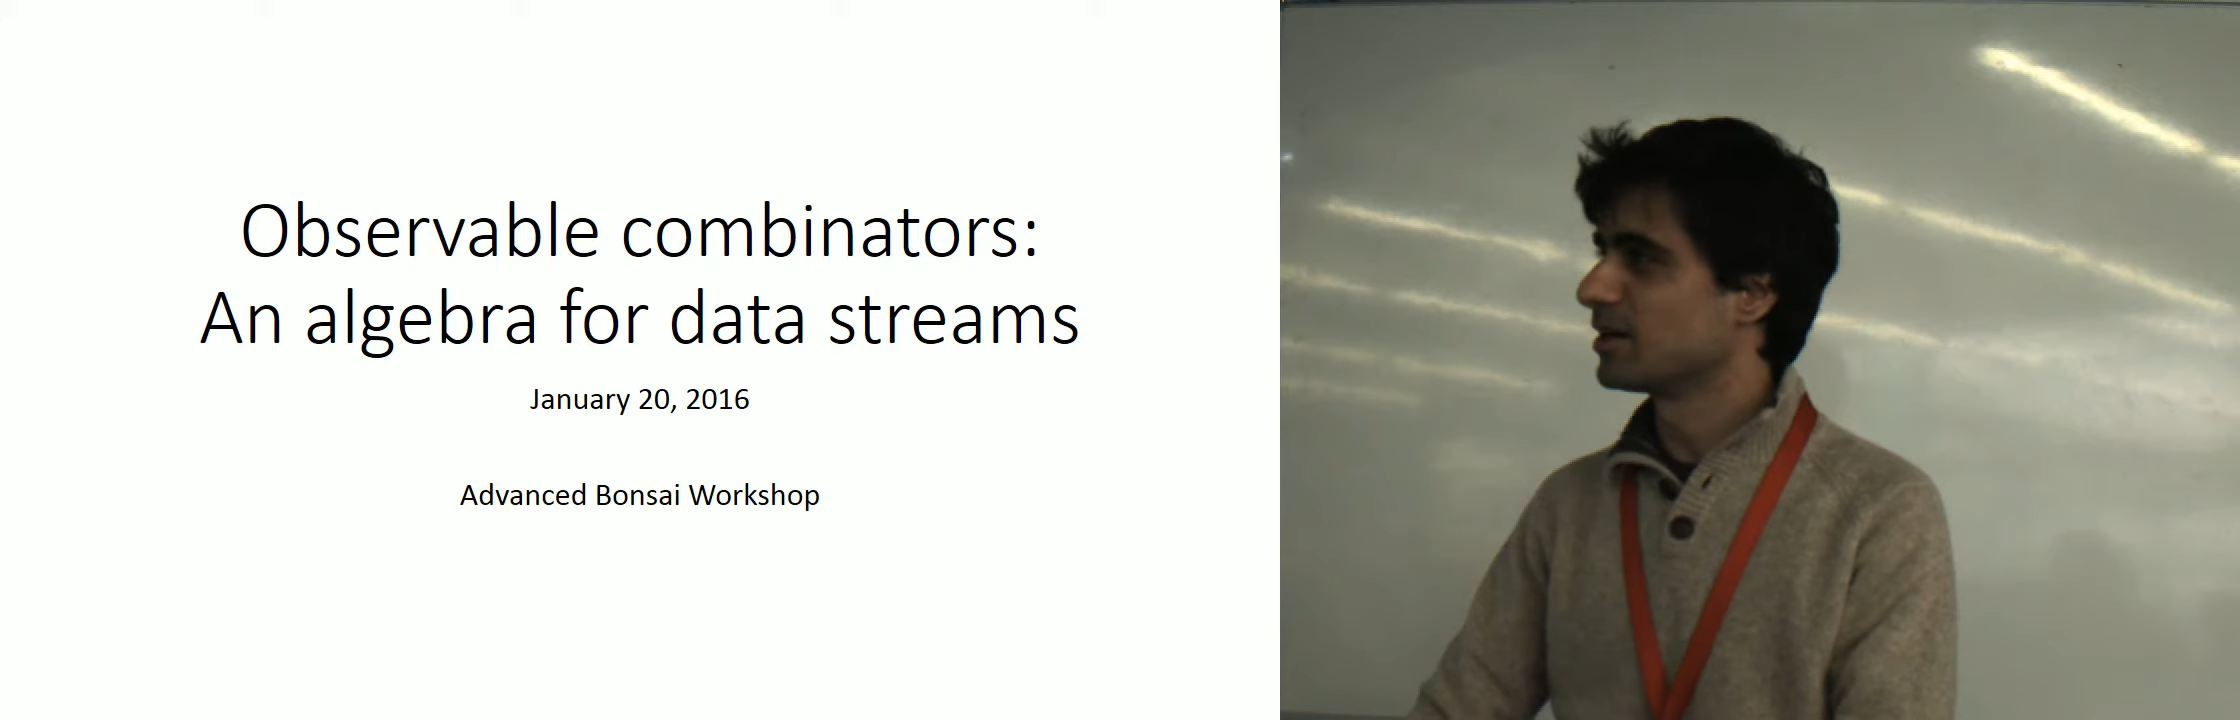 Observable combinators:
An algebra for data streams
January 20, 2016
Advanced Bonsai Workshop